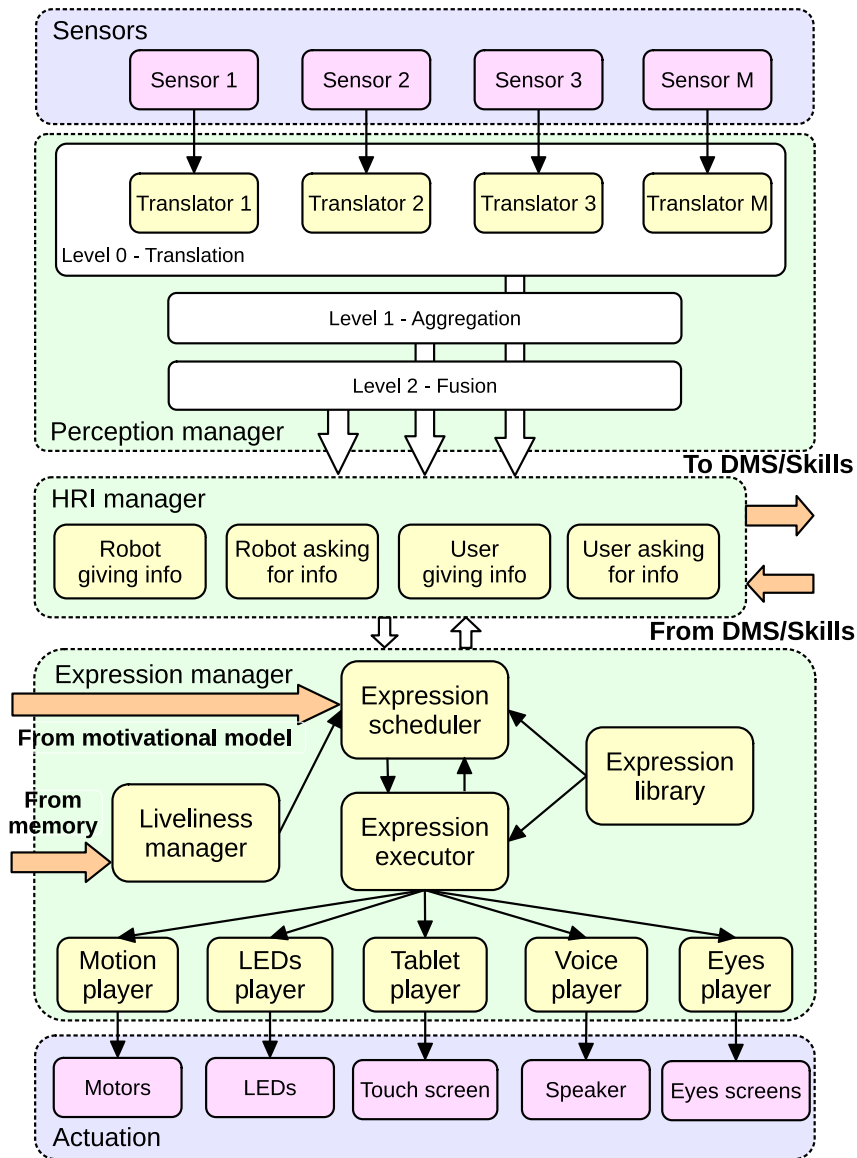 Sensors
Sensor 1
Sensor 2
Sensor 3
Sensor M
Translator 1
Translator 2
Translator 3
Translator M
Level 0 - Translation
Level 1 - Aggregation
Level 2 - Fusion
Perception manager
To DMS/Skills
HRI manager
Robot
giving info
Robot asking
for info
User
giving info
User asking
for info
From DMS/Skills
Expression manager
Expression
scheduler
From motivational model
Expression
library
From
memory
Liveliness
manager
Expression
executor
Motion
player
LEDs
player
Tablet
player
Voice
player
Eyes
player
Motors
LEDs
Touch screen
Speaker
Eyes screens
Actuation